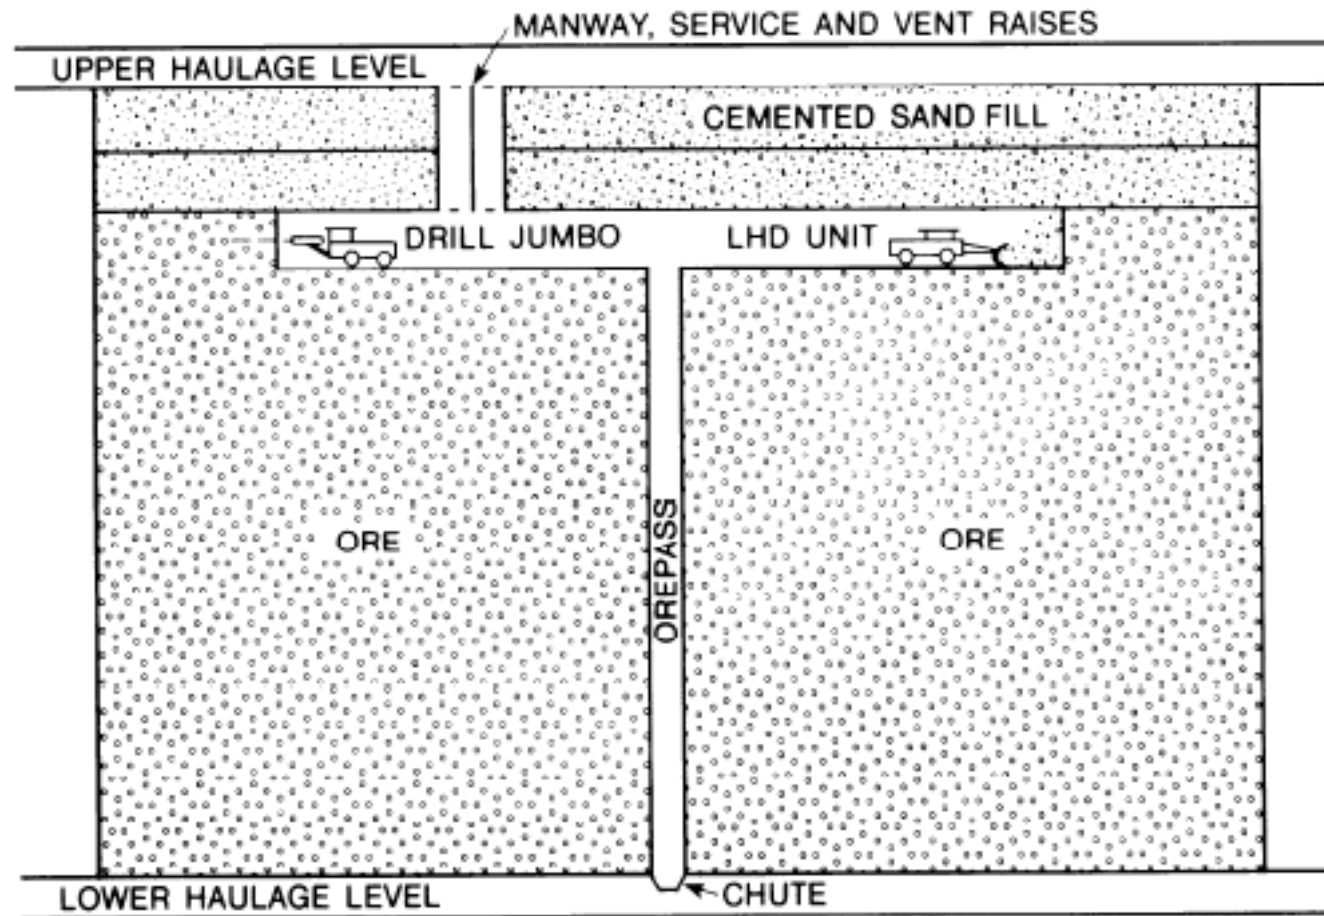 MANWAY, SERVICE AND VENT RAISES
UPPER HAULAGE LEVEL
CEMENTED SAND FILL
DRILL JUMBO
LHD UNIT
ORE
OREPASS
ORE
LOWER HAULAGE LEVEL
CHUTE